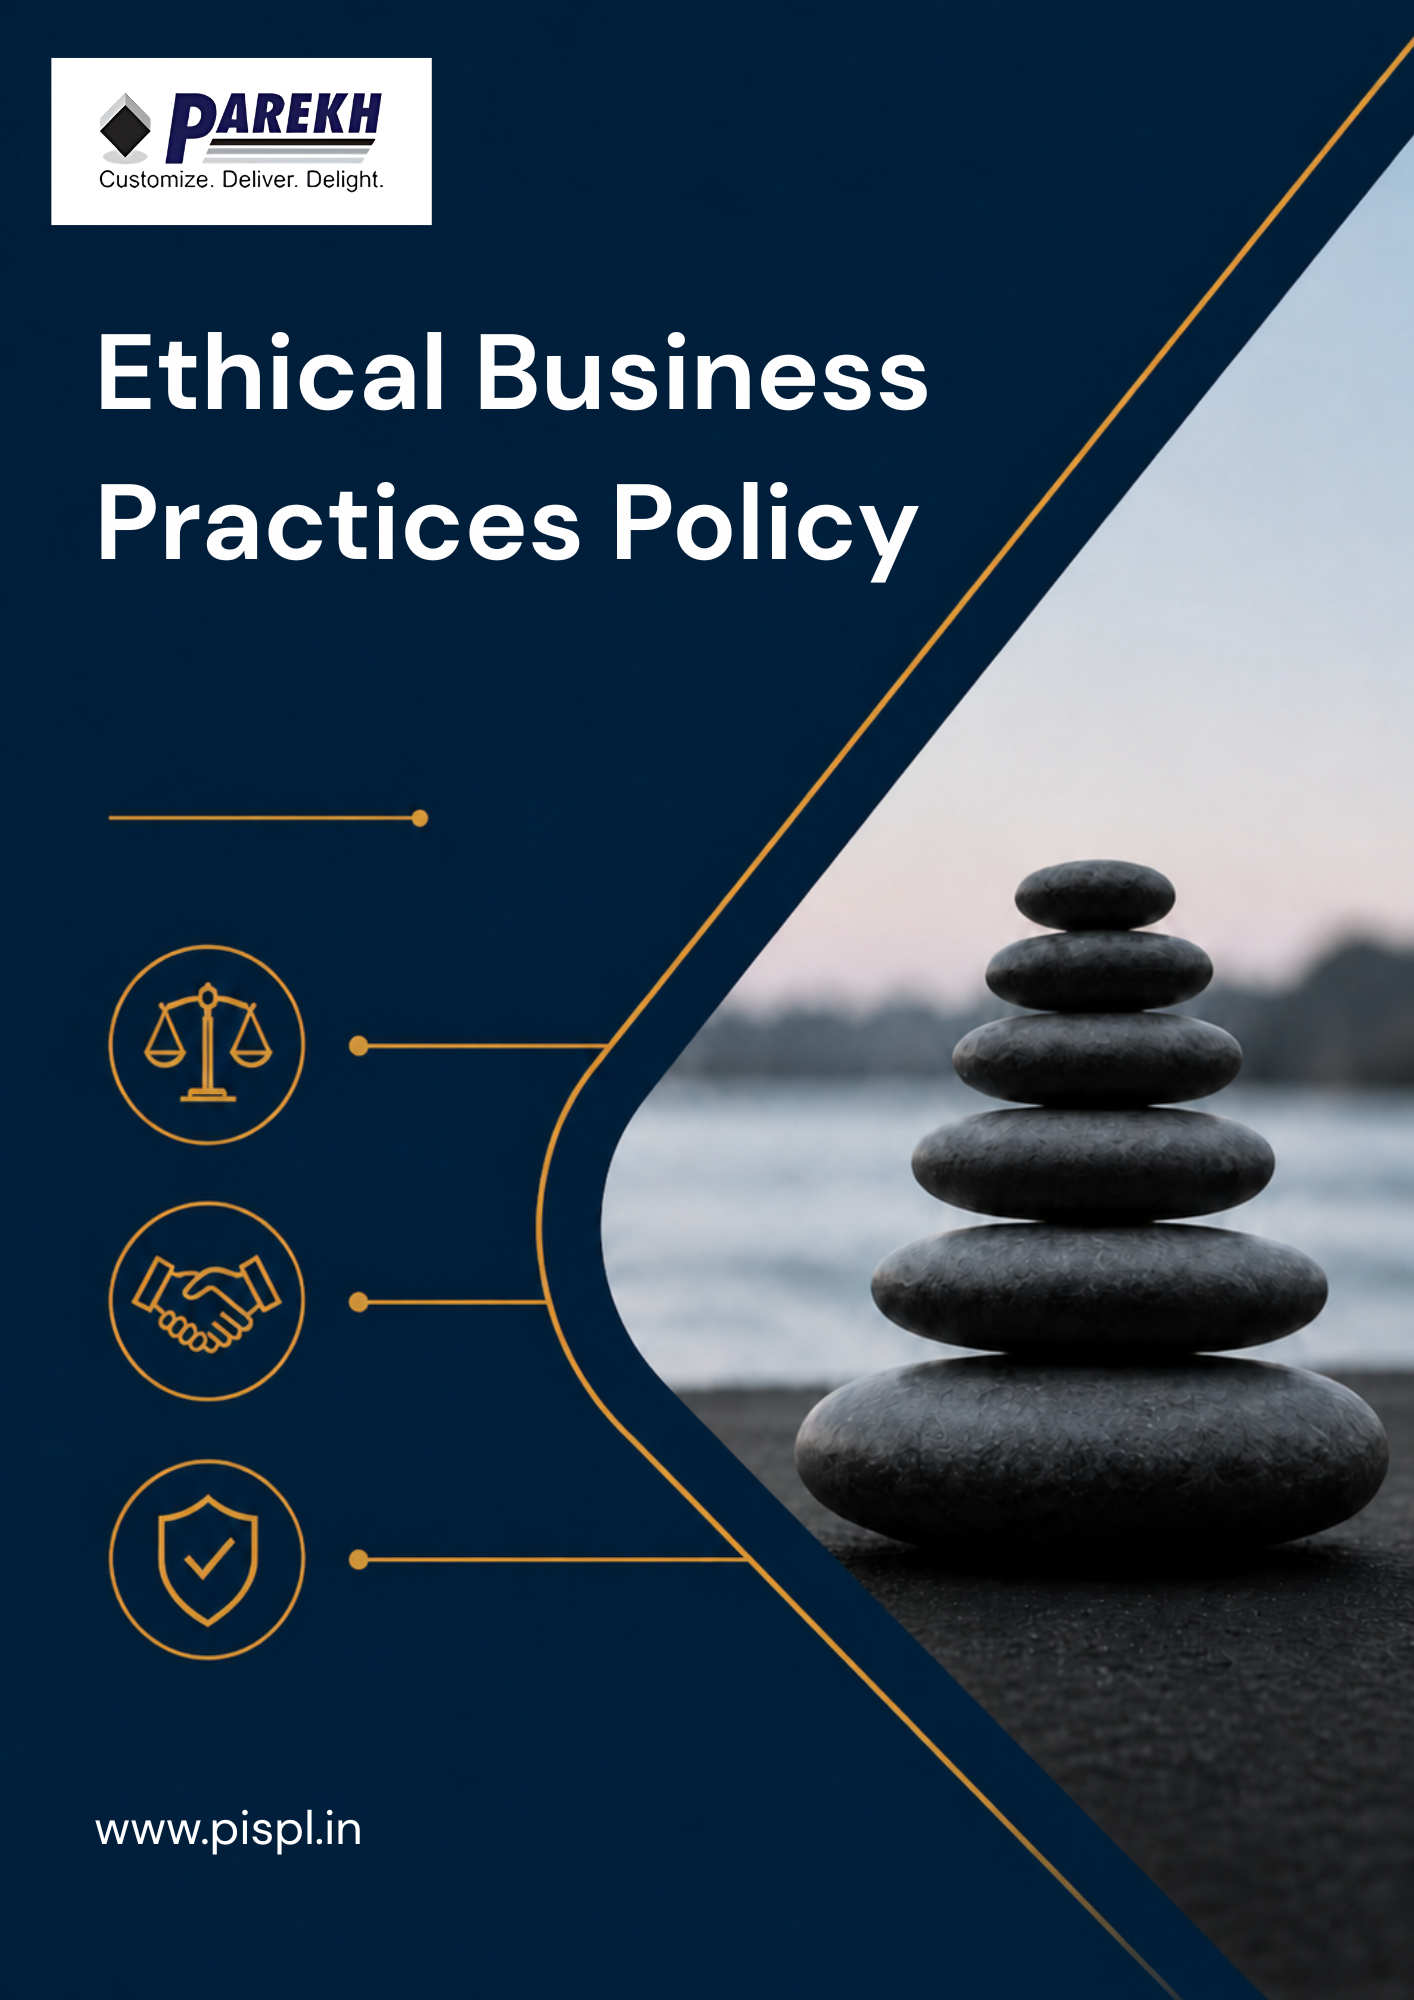 PAREKH
Customize. Deliver. Delight.
Ethical Business
Practices Policy
www.pispl.in